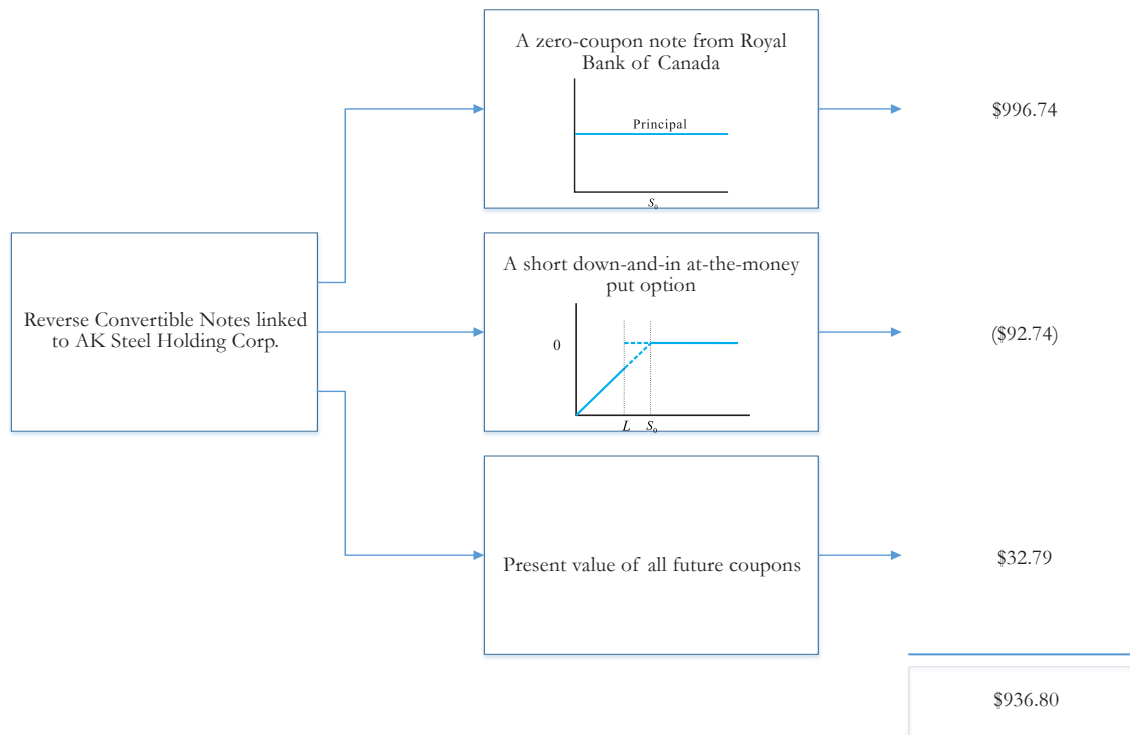 A zero-coupon note from Royal
Bank of Canada
Principal
S₀
$996.74
Reverse Convertible Notes linked
to AK Steel Holding Corp.
A short down-and-in at-the-money
put option
0
L S₀
($92.74)
Present value of all future coupons
$32.79
$936.80